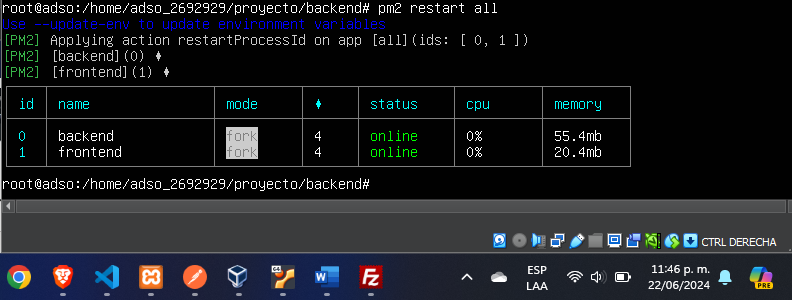 root@adso:/home/adso_2692929/proyecto/backend# pm2 restart all
Use --update-env to update environment variables
[PM2] Applying action restartProcessId on app [all](ids: [ 0, 1 ])
[PM2] [backend](0) ♦
[PM2] [frontend](1) ♦
id name mode ♦ status cpu memory
0 backend fork 4 online 0% 55.4mb
1 frontend fork 4 online 0% 20.4mb
root@adso:/home/adso_2692929/proyecto/backend#
CTRL DERECHA
ESP
LAA
11:46 p. m.
22/06/2024
PRE